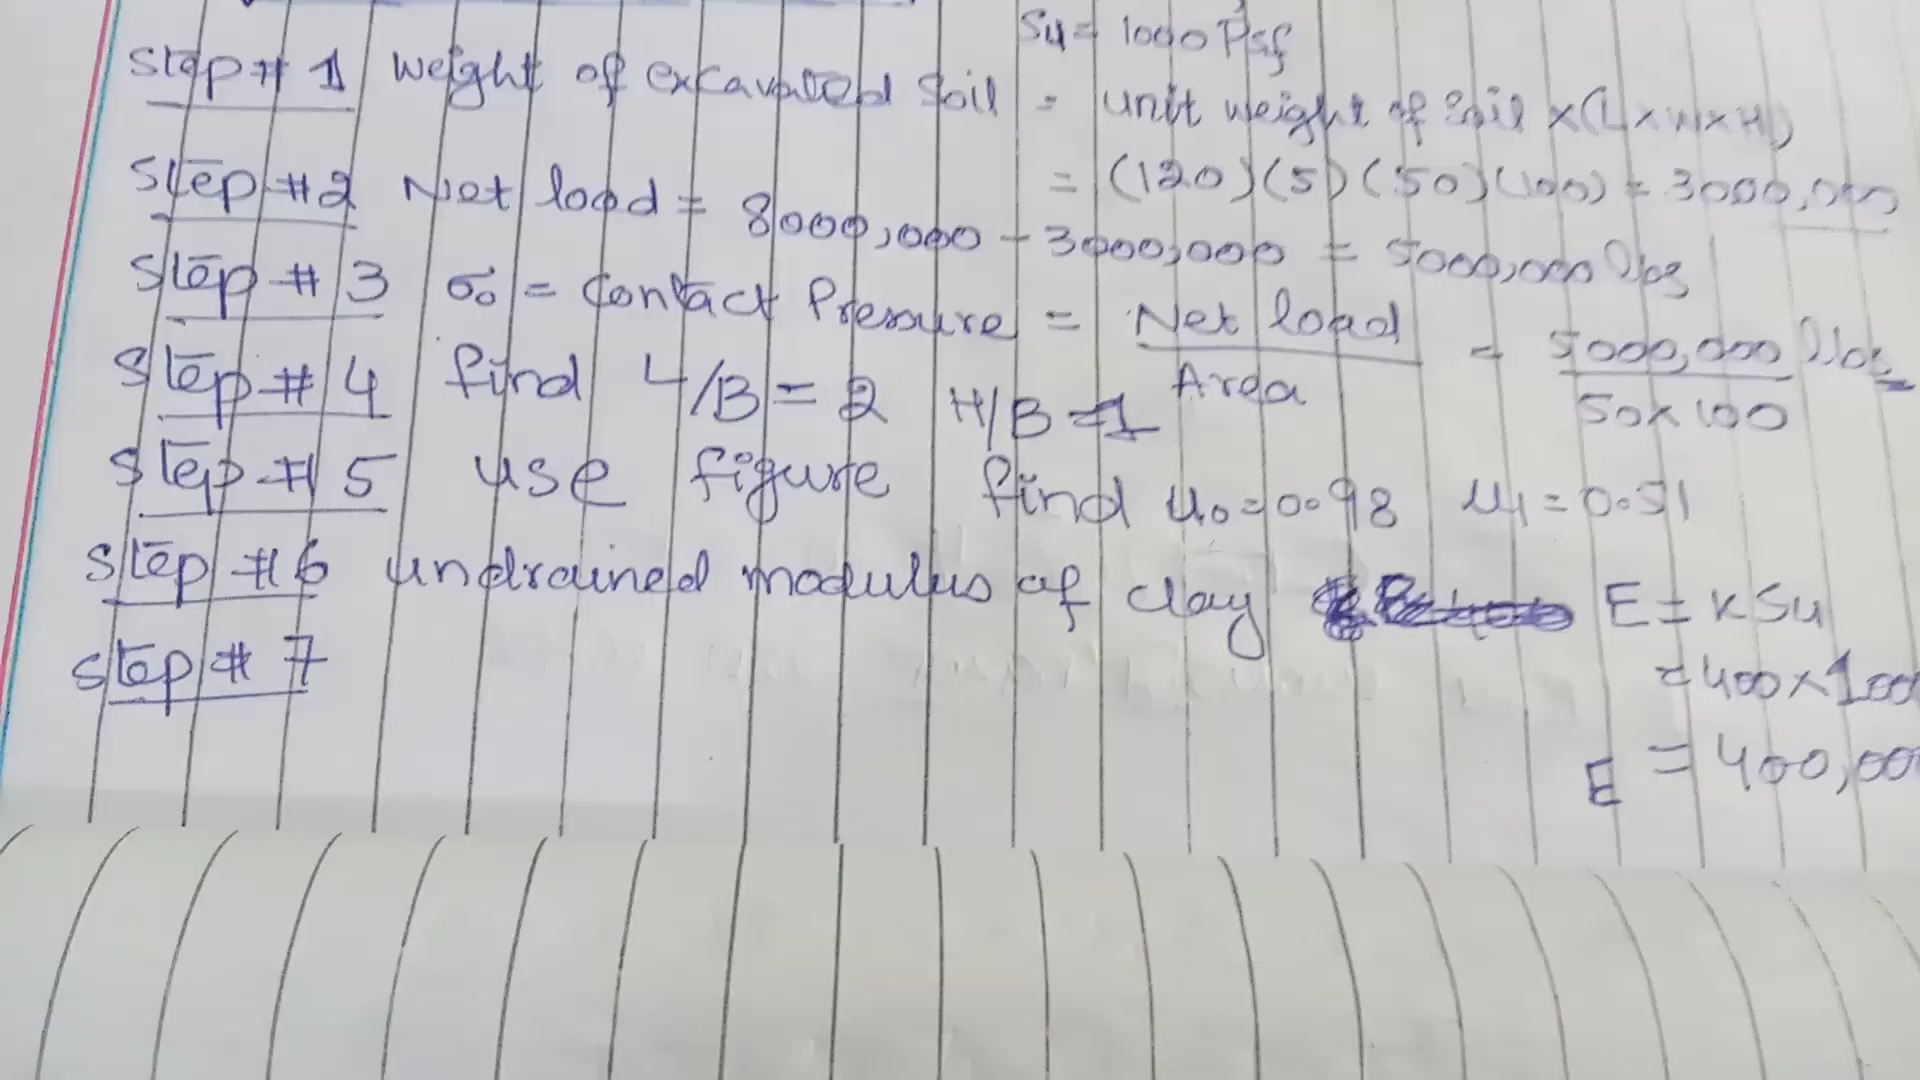 Su = 1000 Psf
Step # 1 Weight of excavated Soil = unit weight of soil x (L x W x H)
= (120)(5)(50)(100) = 3000,000
Step # 2 Net load = 8000,000 - 3000,000 = 5000,000 lbs
Step # 3 σo = Contact Pressure = Net load / Area = 5000,000 lbs / 50 x 100
Step # 4 find L/B = 2 H/B = 1
Step # 5 use figure find u0 = 0.98 u1 = 0.51
Step # 6 undrained modulus of clay E = K Su
= 400 x 100
E = 400,00
Step # 7